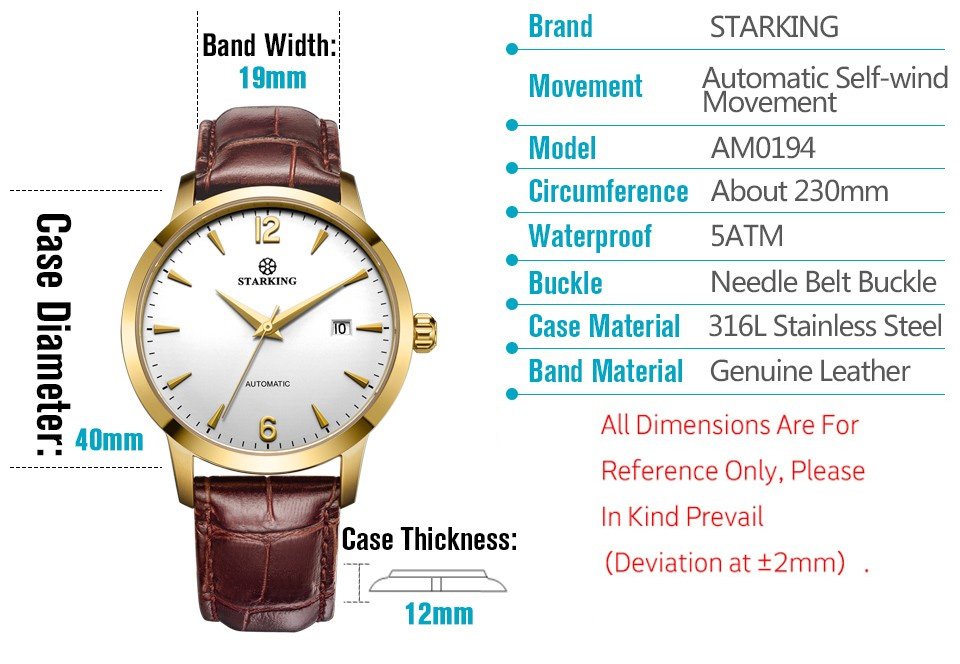 Band Width:
19mm
Case Diameter:
40mm
12
STARKING
10
AUTOMATIC
6
Case Thickness:
12mm
Brand STARKING
Movement Automatic Self-wind
Movement
Model AM0194
Circumference About 230mm
Waterproof 5ATM
Buckle Needle Belt Buckle
Case Material 316L Stainless Steel
Band Material Genuine Leather
All Dimensions Are For
Reference Only, Please
In Kind Prevail
(Deviation at ±2mm) .